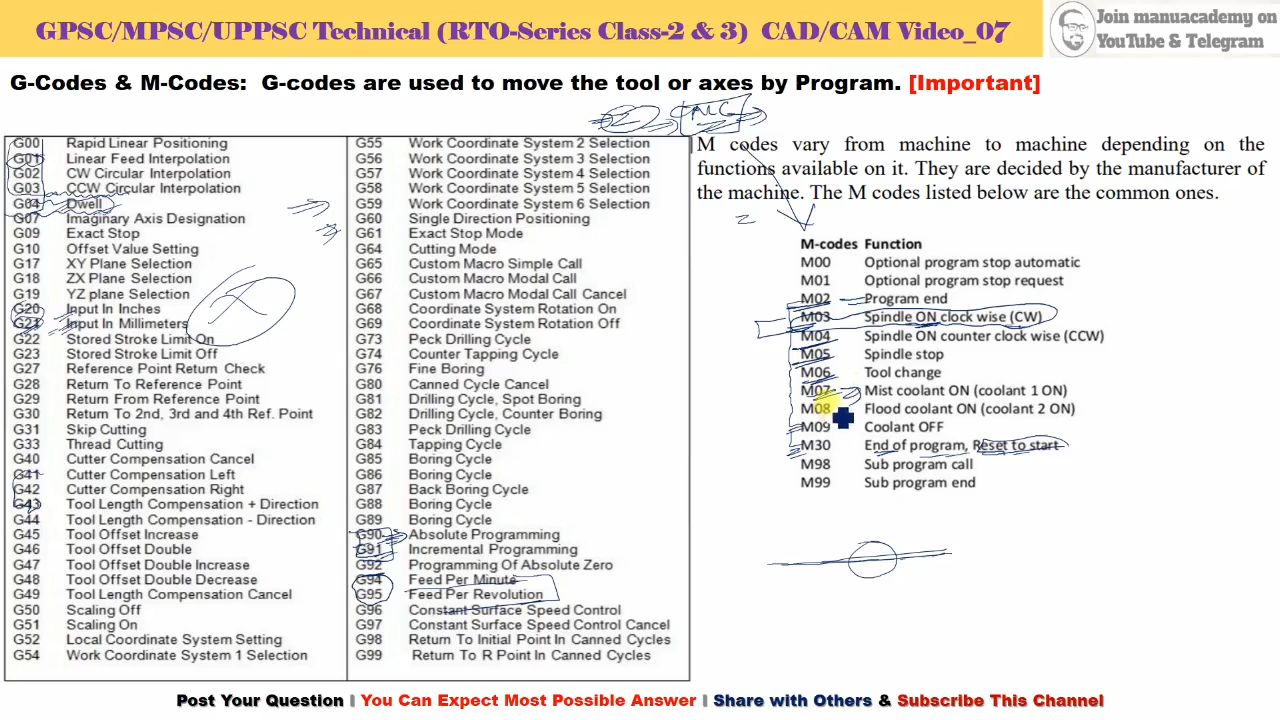 GPSC/MPSC/UPPSC Technical (RTO-Series Class-2 & 3) CAD/CAM Video_07
Join manuacademy on
YouTube & Telegram
G-Codes & M-Codes: G-codes are used to move the tool or axes by Program. [Important]
CNC
G00 Rapid Linear Positioning
G01 Linear Feed Interpolation
G02 CW Circular Interpolation
G03 CCW Circular Interpolation
G04 Dwell
G07 Imaginary Axis Designation
G09 Exact Stop
G10 Offset Value Setting
G17 XY Plane Selection
G18 ZX Plane Selection
G19 YZ plane Selection
G20 Input In Inches
G21 Input In Millimeters
G22 Stored Stroke Limit On
G23 Stored Stroke Limit Off
G27 Reference Point Return Check
G28 Return To Reference Point
G29 Return From Reference Point
G30 Return To 2nd, 3rd and 4th Ref. Point
G31 Skip Cutting
G33 Thread Cutting
G40 Cutter Compensation Cancel
G41 Cutter Compensation Left
G42 Cutter Compensation Right
G43 Tool Length Compensation + Direction
G44 Tool Length Compensation - Direction
G45 Tool Offset Increase
G46 Tool Offset Double
G47 Tool Offset Double Increase
G48 Tool Offset Double Decrease
G49 Tool Length Compensation Cancel
G50 Scaling Off
G51 Scaling On
G52 Local Coordinate System Setting
G54 Work Coordinate System 1 Selection
G55 Work Coordinate System 2 Selection
G56 Work Coordinate System 3 Selection
G57 Work Coordinate System 4 Selection
G58 Work Coordinate System 5 Selection
G59 Work Coordinate System 6 Selection
G60 Single Direction Positioning
G61 Exact Stop Mode
G64 Cutting Mode
G65 Custom Macro Simple Call
G66 Custom Macro Modal Call
G67 Custom Macro Modal Call Cancel
G68 Coordinate System Rotation On
G69 Coordinate System Rotation Off
G73 Peck Drilling Cycle
G74 Counter Tapping Cycle
G76 Fine Boring
G80 Canned Cycle Cancel
G81 Drilling Cycle, Spot Boring
G82 Drilling Cycle, Counter Boring
G83 Peck Drilling Cycle
G84 Tapping Cycle
G85 Boring Cycle
G86 Boring Cycle
G87 Back Boring Cycle
G88 Boring Cycle
G89 Boring Cycle
G90 Absolute Programming
G91 Incremental Programming
G92 Programming Of Absolute Zero
G94 Feed Per Minute
G95 Feed Per Revolution
G96 Constant Surface Speed Control
G97 Constant Surface Speed Control Cancel
G98 Return To Initial Point In Canned Cycles
G99 Return To R Point In Canned Cycles
M codes vary from machine to machine depending on the
functions available on it. They are decided by the manufacturer of
the machine. The M codes listed below are the common ones.
M-codes Function
M00 Optional program stop automatic
M01 Optional program stop request
M02 Program end
M03 Spindle ON clock wise (CW)
M04 Spindle ON counter clock wise (CCW)
M05 Spindle stop
M06 Tool change
M07 Mist coolant ON (coolant 1 ON)
M08 Flood coolant ON (coolant 2 ON)
M09 Coolant OFF
M30 End of program, Reset to start
M98 Sub program call
M99 Sub program end
Post Your Question | You Can Expect Most Possible Answer | Share with Others & Subscribe This Channel